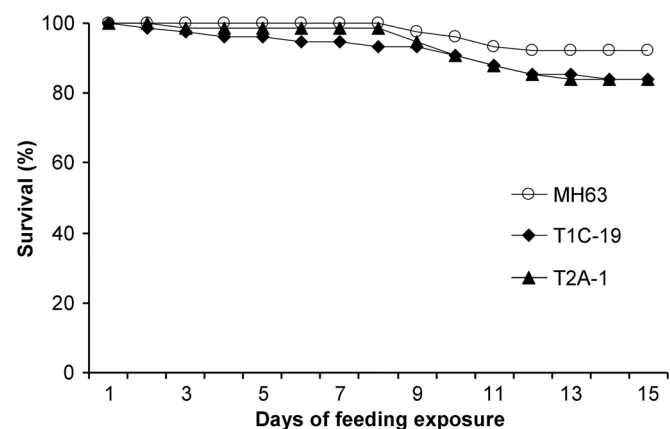 100
80
60
40
20
0
Survival (%)
MH63
T1C-19
T2A-1
1 3 5 7 9 11 13 15
Days of feeding exposure